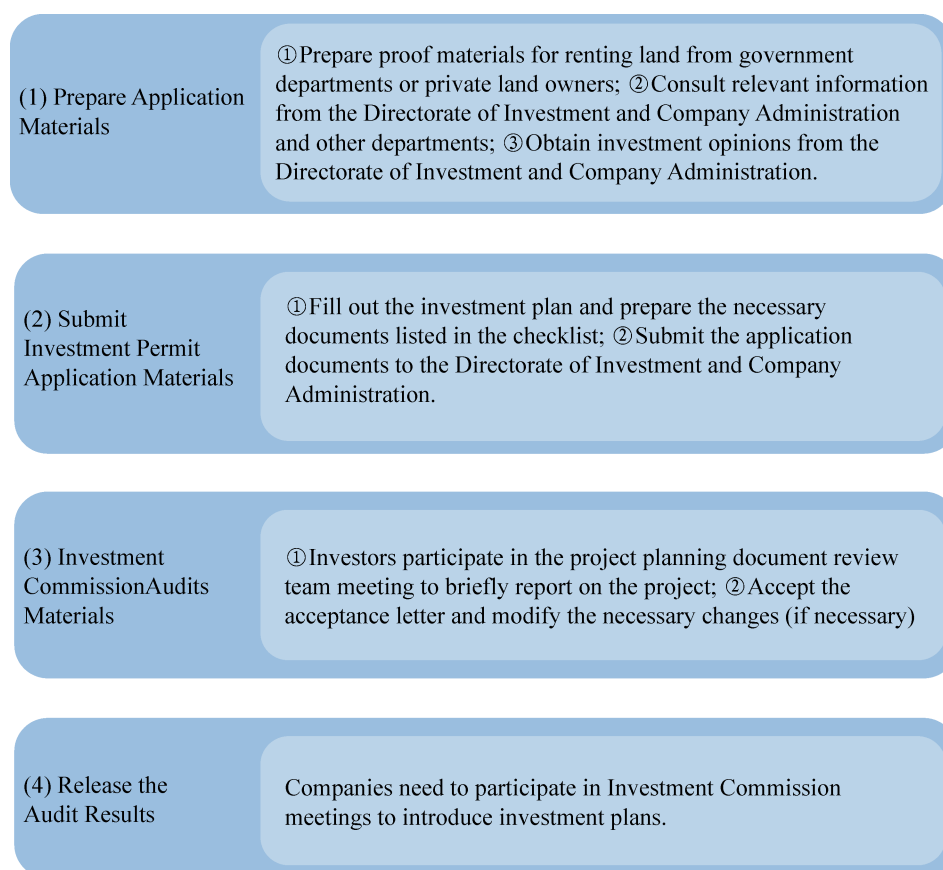 (1) Prepare Application
Materials
①Prepare proof materials for renting land from government
departments or private land owners; ②Consult relevant information
from the Directorate of Investment and Company Administration
and other departments; ③Obtain investment opinions from the
Directorate of Investment and Company Administration.
(2) Submit
Investment Permit
Application Materials
①Fill out the investment plan and prepare the necessary
documents listed in the checklist; ②Submit the application
documents to the Directorate of Investment and Company
Administration.
(3) Investment
CommissionAudits
Materials
①Investors participate in the project planning document review
team meeting to briefly report on the project; ②Accept the
acceptance letter and modify the necessary changes (if necessary)
(4) Release the
Audit Results
Companies need to participate in Investment Commission
meetings to introduce investment plans.